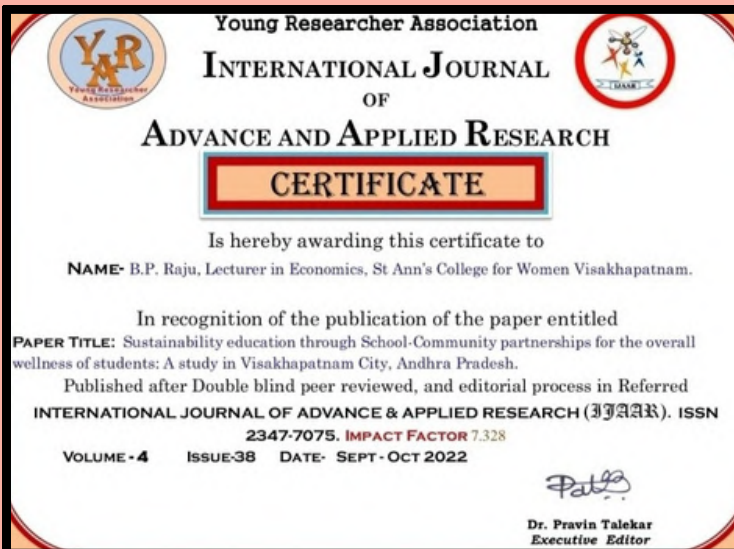 Young Researcher Association
YAR
Young Researcher
Association
IJAAR
INTERNATIONAL JOURNAL
OF
ADVANCE AND APPLIED RESEARCH
CERTIFICATE
Is hereby awarding this certificate to
NAME- B.P. Raju, Lecturer in Economics, St Ann's College for Women Visakhapatnam.
In recognition of the publication of the paper entitled
PAPER TITLE: Sustainability education through School-Community partnerships for the overall
wellness of students: A study in Visakhapatnam City, Andhra Pradesh.
Published after Double blind peer reviewed, and editorial process in Referred
INTERNATIONAL JOURNAL OF ADVANCE & APPLIED RESEARCH (IJAAR). ISSN
2347-7075. IMPACT FACTOR 7.328
VOLUME-4 ISSUE-38 DATE- SEPT-OCT 2022
Dr. Pravin Talekar
Executive Editor